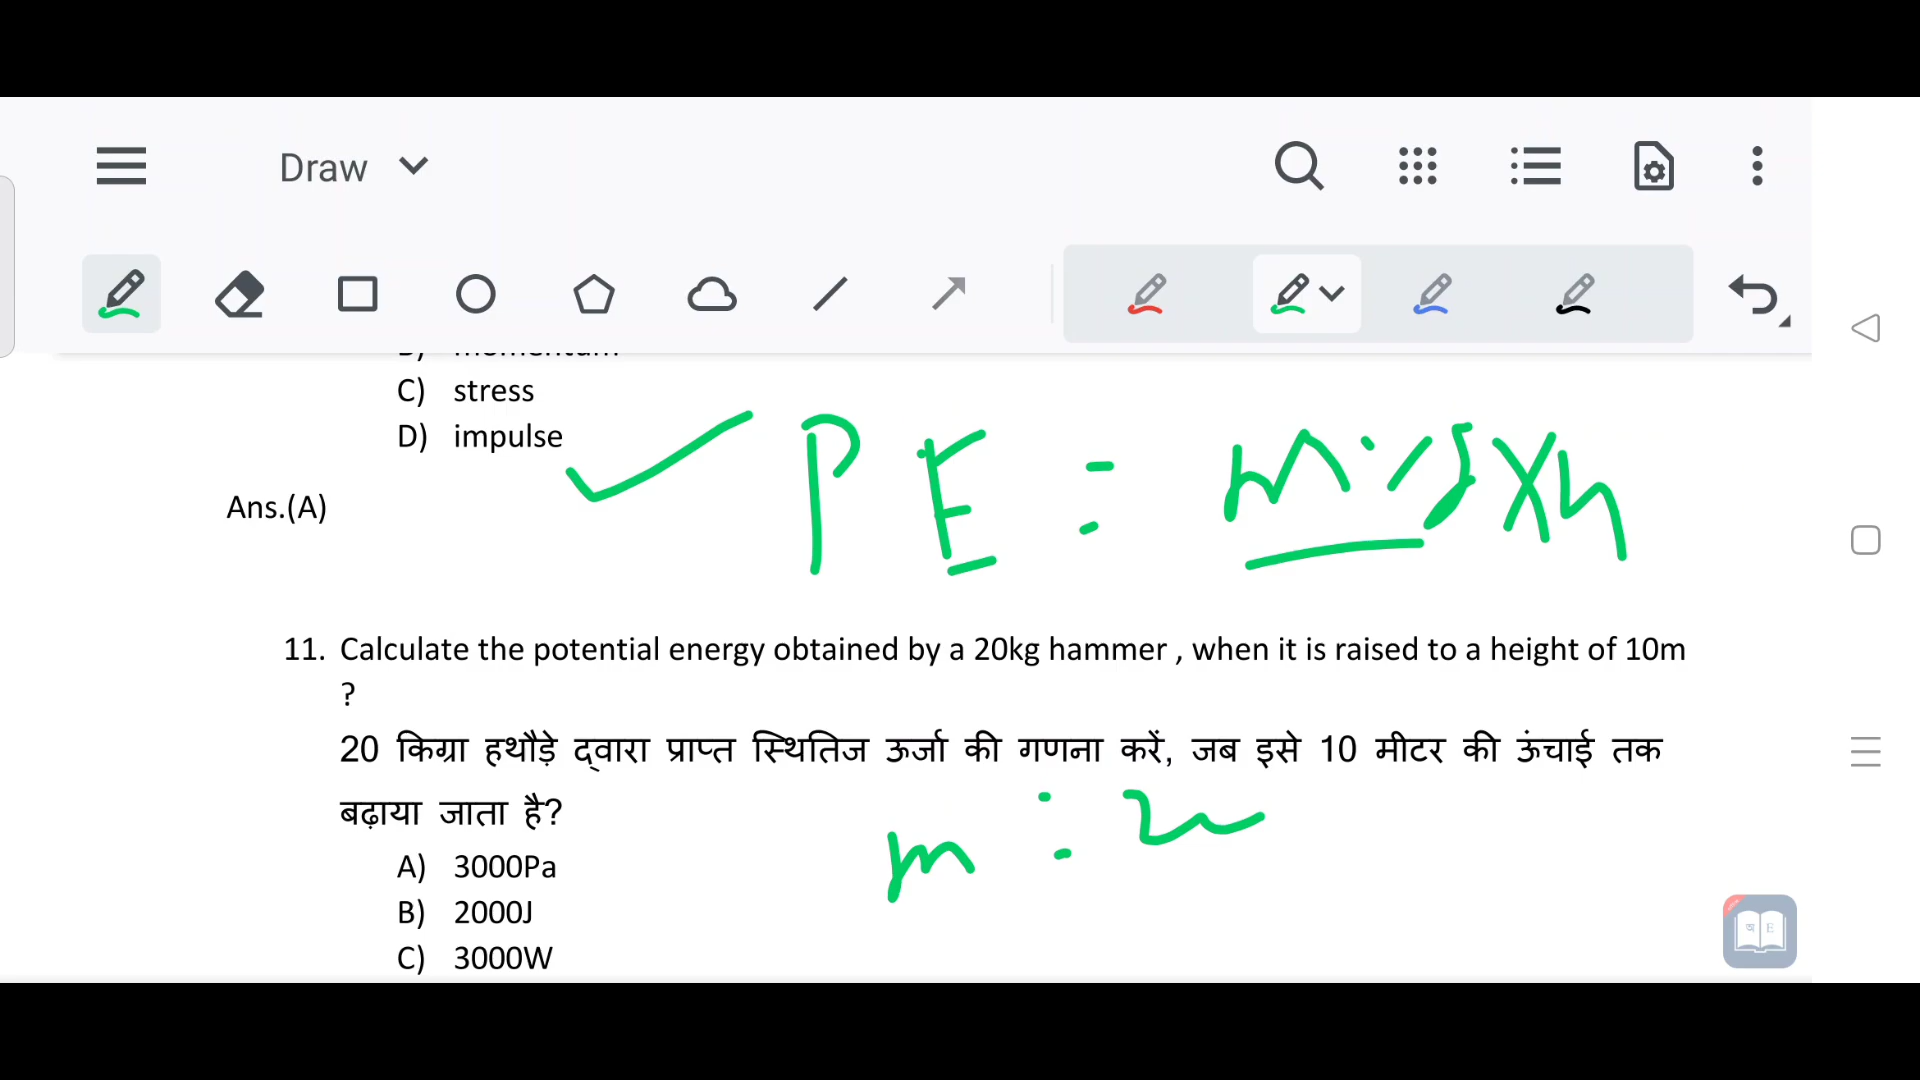 Draw
C) stress
D) impulse
Ans.(A)
PE =
11. Calculate the potential energy obtained by a 20kg hammer , when it is raised to a height of 10m
?
20 किग्रा हथौड़े द्वारा प्राप्त स्थितिज ऊर्जा की गणना करें, जब इसे 10 मीटर की ऊंचाई तक
बढ़ाया जाता है?
m =
A) 3000Pa
B) 2000J
C) 3000W